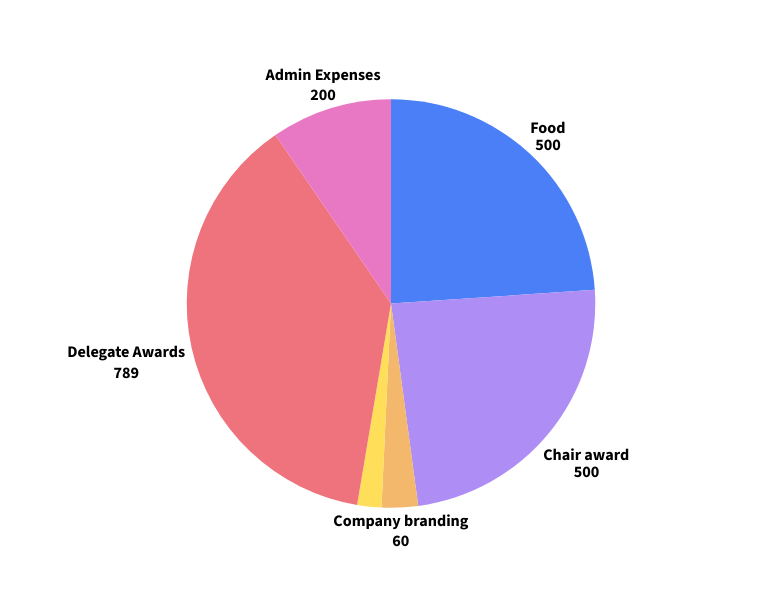 Admin Expenses
200
Food
500
Delegate Awards
789
Chair award
500
Company branding
60